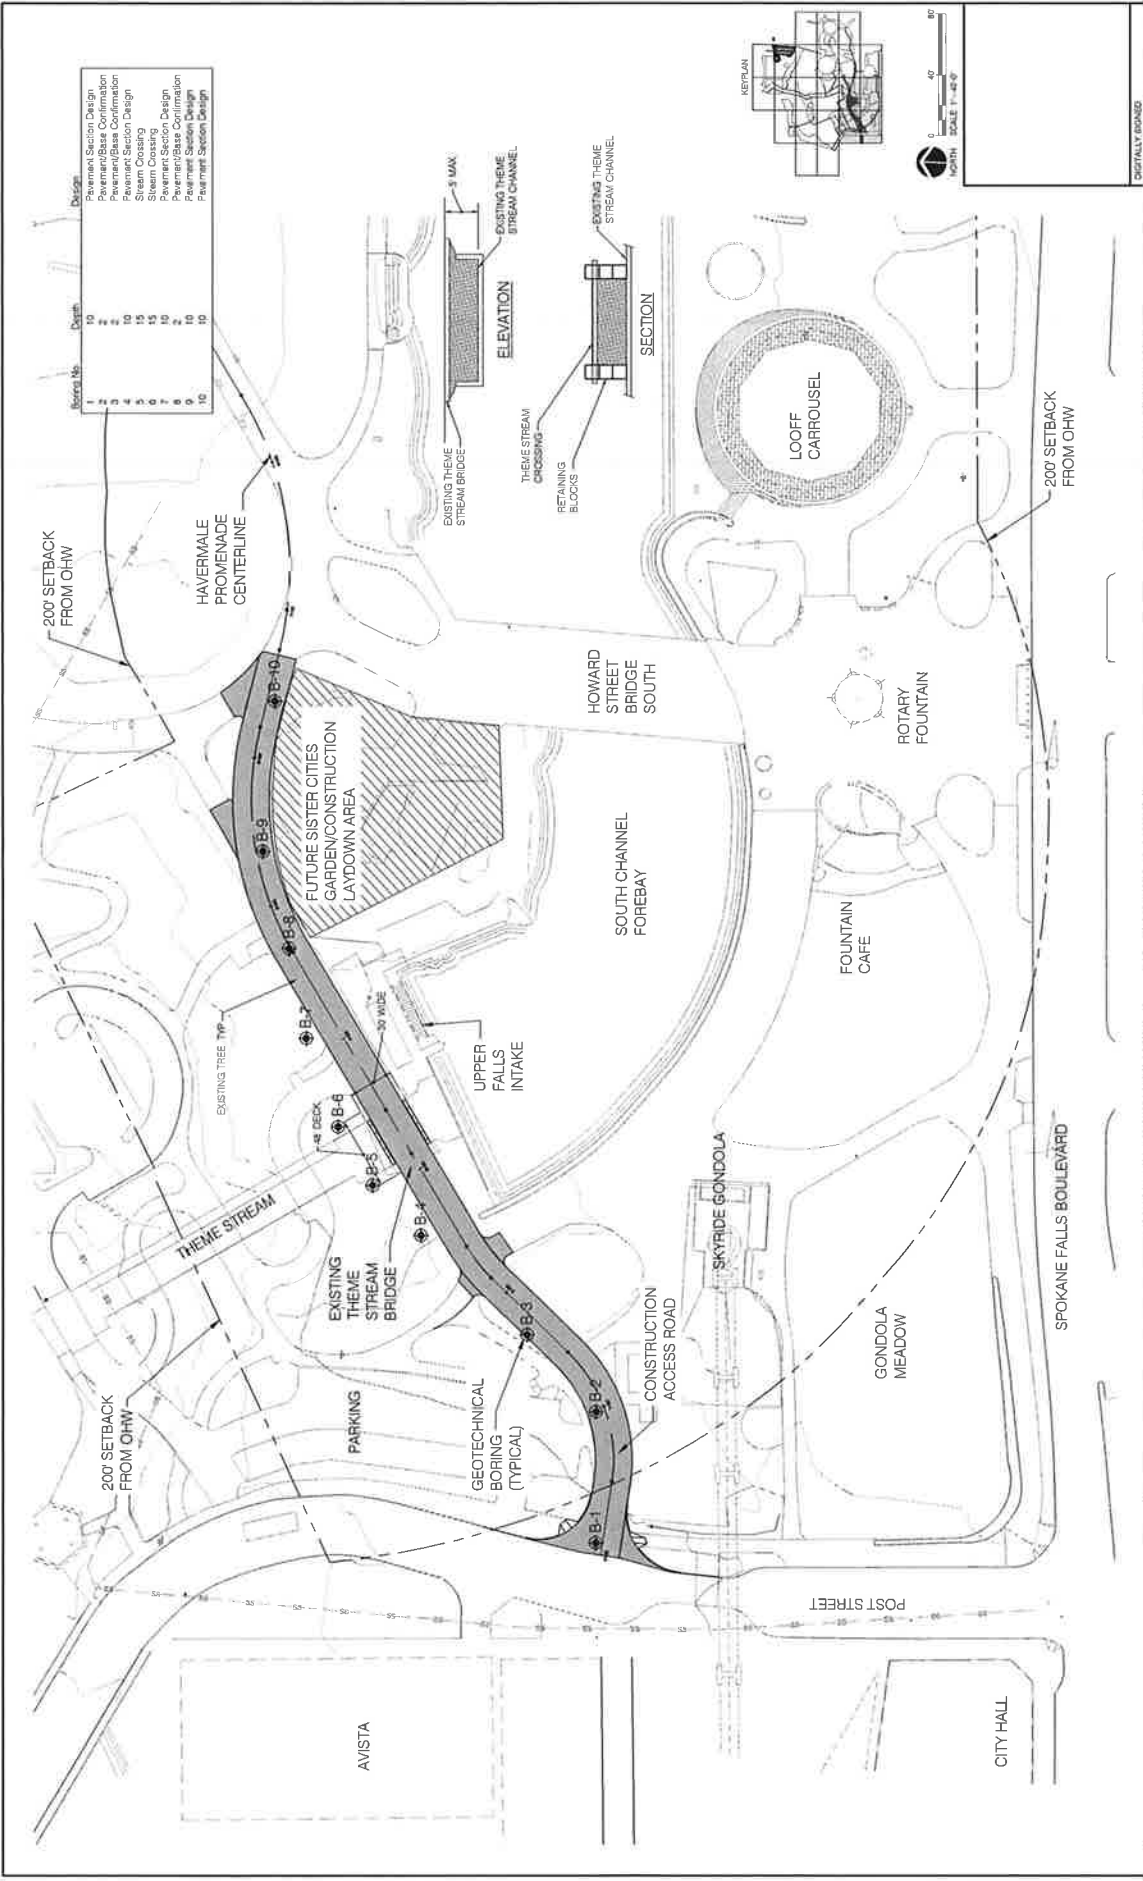 Boring No. Depth Design
1 10 Pavement Section Design
2 2 Pavement/Base Confirmation
3 2 Pavement/Base Confirmation
4 10 Pavement Section Design
5 15 Stream Crossing
6 15 Stream Crossing
7 10 Pavement Section Design
8 2 Pavement/Base Confirmation
9 10 Pavement Section Design
10 10 Pavement Section Design
200' SETBACK
FROM OHW
HAVERMALE
PROMENADE
CENTERLINE
200' SETBACK
FROM OHW
THEME STREAM
EXISTING TREE TYP
48 DECK
30 WIDE
B-10
B-9
B-8
B-7
B-6
B-5
B-4
B-3
B-2
B-1
FUTURE SISTER CITIES
GARDEN/CONSTRUCTION
LAYDOWN AREA
EXISTING
THEME
STREAM
BRIDGE
PARKING
AVISTA
GEOTECHNICAL
BORING
(TYPICAL)
UPPER
FALLS
INTAKE
EXISTING THEME
STREAM BRIDGE
5' MAX.
EXISTING THEME
STREAM CHANNEL
ELEVATION
THEME STREAM
CROSSING
RETAINING
BLOCKS
EXISTING THEME
STREAM CHANNEL
SECTION
HOWARD
STREET
BRIDGE
SOUTH
SOUTH CHANNEL
FOREBAY
CONSTRUCTION
ACCESS ROAD
SKYRIDE GONDOLA
LOOFF
CARROUSEL
ROTARY
FOUNTAIN
FOUNTAIN
CAFE
GONDOLA
MEADOW
POST STREET
CITY HALL
200' SETBACK
FROM OHW
SPOKANE FALLS BOULEVARD
KEYPLAN
0 40' 80'
NORTH SCALE 1"=40'-0"
DIGITALLY SIGNED